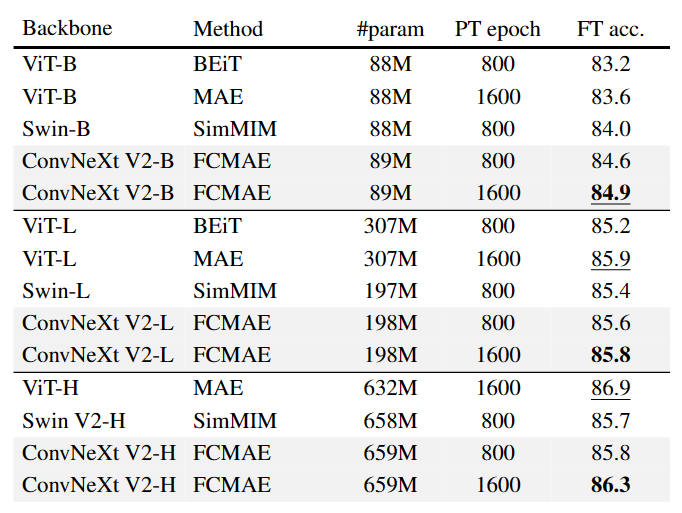 Backbone Method #param PT epoch FT acc.
ViT-B BEiT 88M 800 83.2
ViT-B MAE 88M 1600 83.6
Swin-B SimMIM 88M 800 84.0
ConvNeXt V2-B FCMAE 89M 800 84.6
ConvNeXt V2-B FCMAE 89M 1600 84.9
ViT-L BEiT 307M 800 85.2
ViT-L MAE 307M 1600 85.9
Swin-L SimMIM 197M 800 85.4
ConvNeXt V2-L FCMAE 198M 800 85.6
ConvNeXt V2-L FCMAE 198M 1600 85.8
ViT-H MAE 632M 1600 86.9
Swin V2-H SimMIM 658M 800 85.7
ConvNeXt V2-H FCMAE 659M 800 85.8
ConvNeXt V2-H FCMAE 659M 1600 86.3